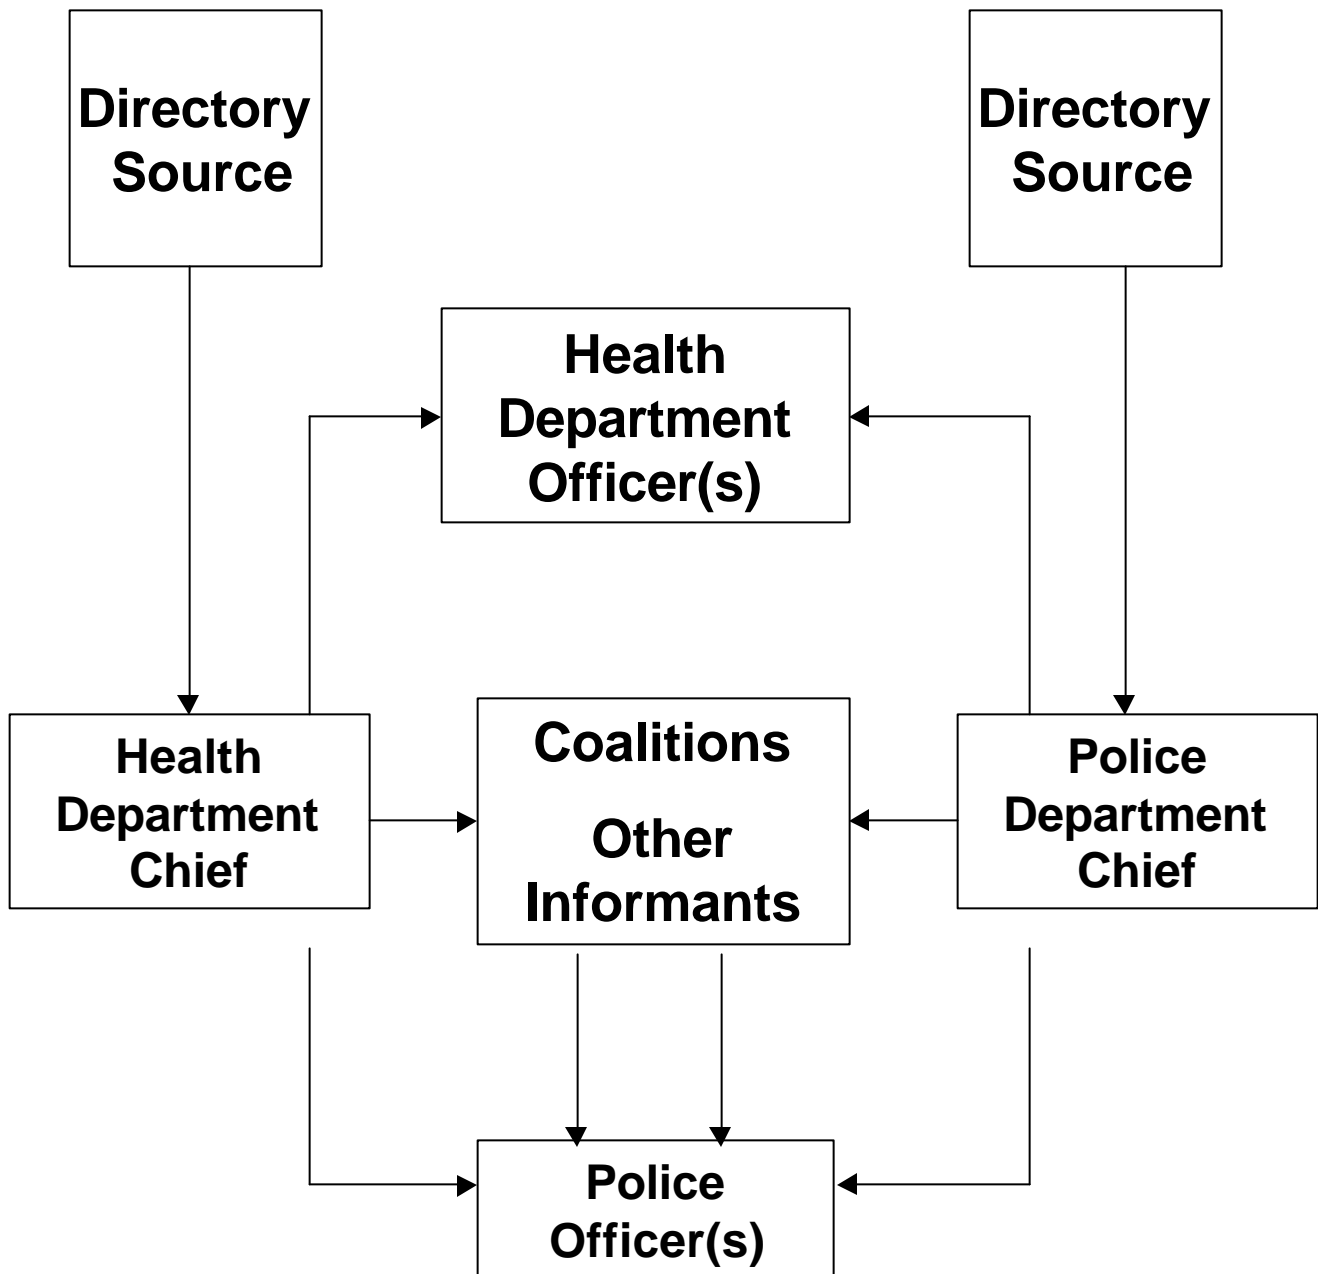 Directory
Source
Directory
Source
Health
Department
Officer(s)
Health
Department
Chief
Coalitions
Other
Informants
Police
Department
Chief
Police
Officer(s)